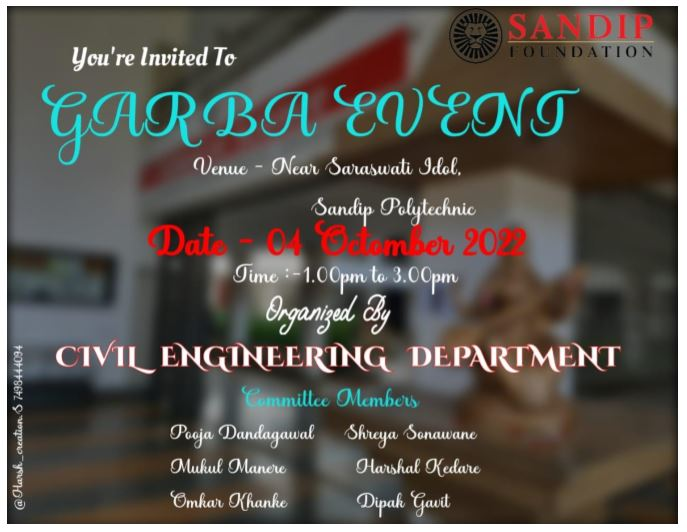 SANDIP
FOUNDATION
You're Invited To
GARBA EVENT
Venue - Near Saraswati Idol,
Sandip Polytechnic
Date - 04 Octomber 2022
Time :-1.00pm to 3.00pm
Organized By
CIVIL ENGINEERING DEPARTMENT
Committee Members
Pooja Dandagawal Shreya Sonawane
Mukul Manere Harshal Kedare
Omkar Khanke Dipak Gavit
@Harsh_creation.S 7498444094